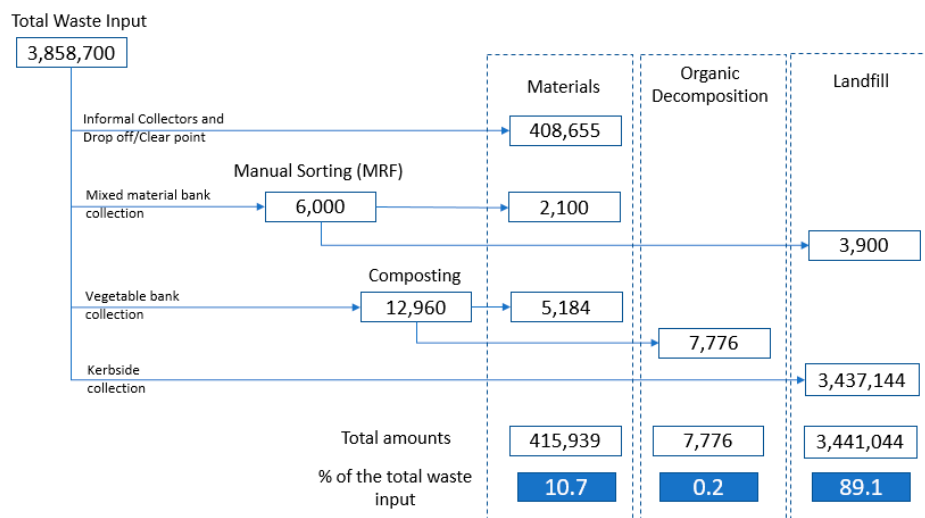 Total Waste Input
3,858,700
Materials
Organic
Decomposition
Landfill
Informal Collectors and
Drop off/Clear point
408,655
Manual Sorting (MRF)
Mixed material bank
collection
6,000
2,100
3,900
Composting
Vegetable bank
collection
12,960
5,184
7,776
Kerbside
collection
3,437,144
Total amounts
415,939
7,776
3,441,044
% of the total waste
input
10.7
0.2
89.1